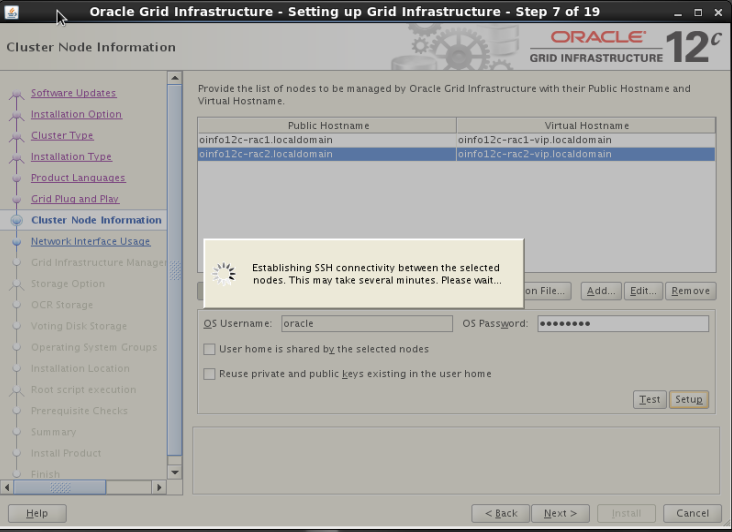 Oracle Grid Infrastructure - Setting up Grid Infrastructure - Step 7 of 19
Cluster Node Information
ORACLE
GRID INFRASTRUCTURE
12c
Software Updates
Installation Option
Cluster Type
Installation Type
Product Languages
Grid Plug and Play
Cluster Node Information
Network Interface Usage
Grid Infrastructure Manage
Storage Option
OCR Storage
Voting Disk Storage
Operating System Groups
Installation Location
Root script execution
Prerequisite Checks
Summary
Install Product
Finish
Provide the list of nodes to be managed by Oracle Grid Infrastructure with their Public Hostname and
Virtual Hostname.
Public Hostname Virtual Hostname
oinfo12c-rac1.localdomain oinfo12c-rac1-vip.localdomain
oinfo12c-rac2.localdomain oinfo12c-rac2-vip.localdomain
Establishing SSH connectivity between the selected
nodes. This may take several minutes. Please wait...
on File... Add... Edit... Remove
OS Username: oracle OS Password: ••••••••
User home is shared by the selected nodes
Reuse private and public keys existing in the user home
Test Setup
Help < Back Next > Install Cancel